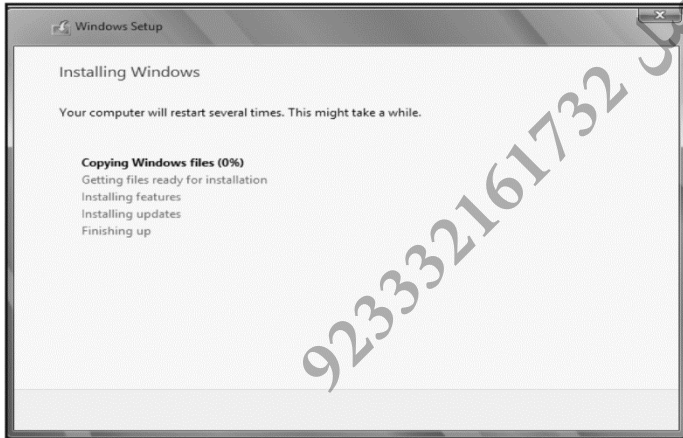 Windows Setup
Installing Windows
Your computer will restart several times. This might take a while.
Copying Windows files (0%)
Getting files ready for installation
Installing features
Installing updates
Finishing up
923332161732